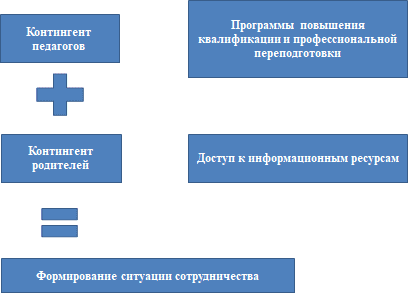 Контингент
педагогов
Программы повышения
квалификации и профессиональной
переподготовки
Контингент
родителей
Доступ к информационным ресурсам
Формирование ситуации сотрудничества